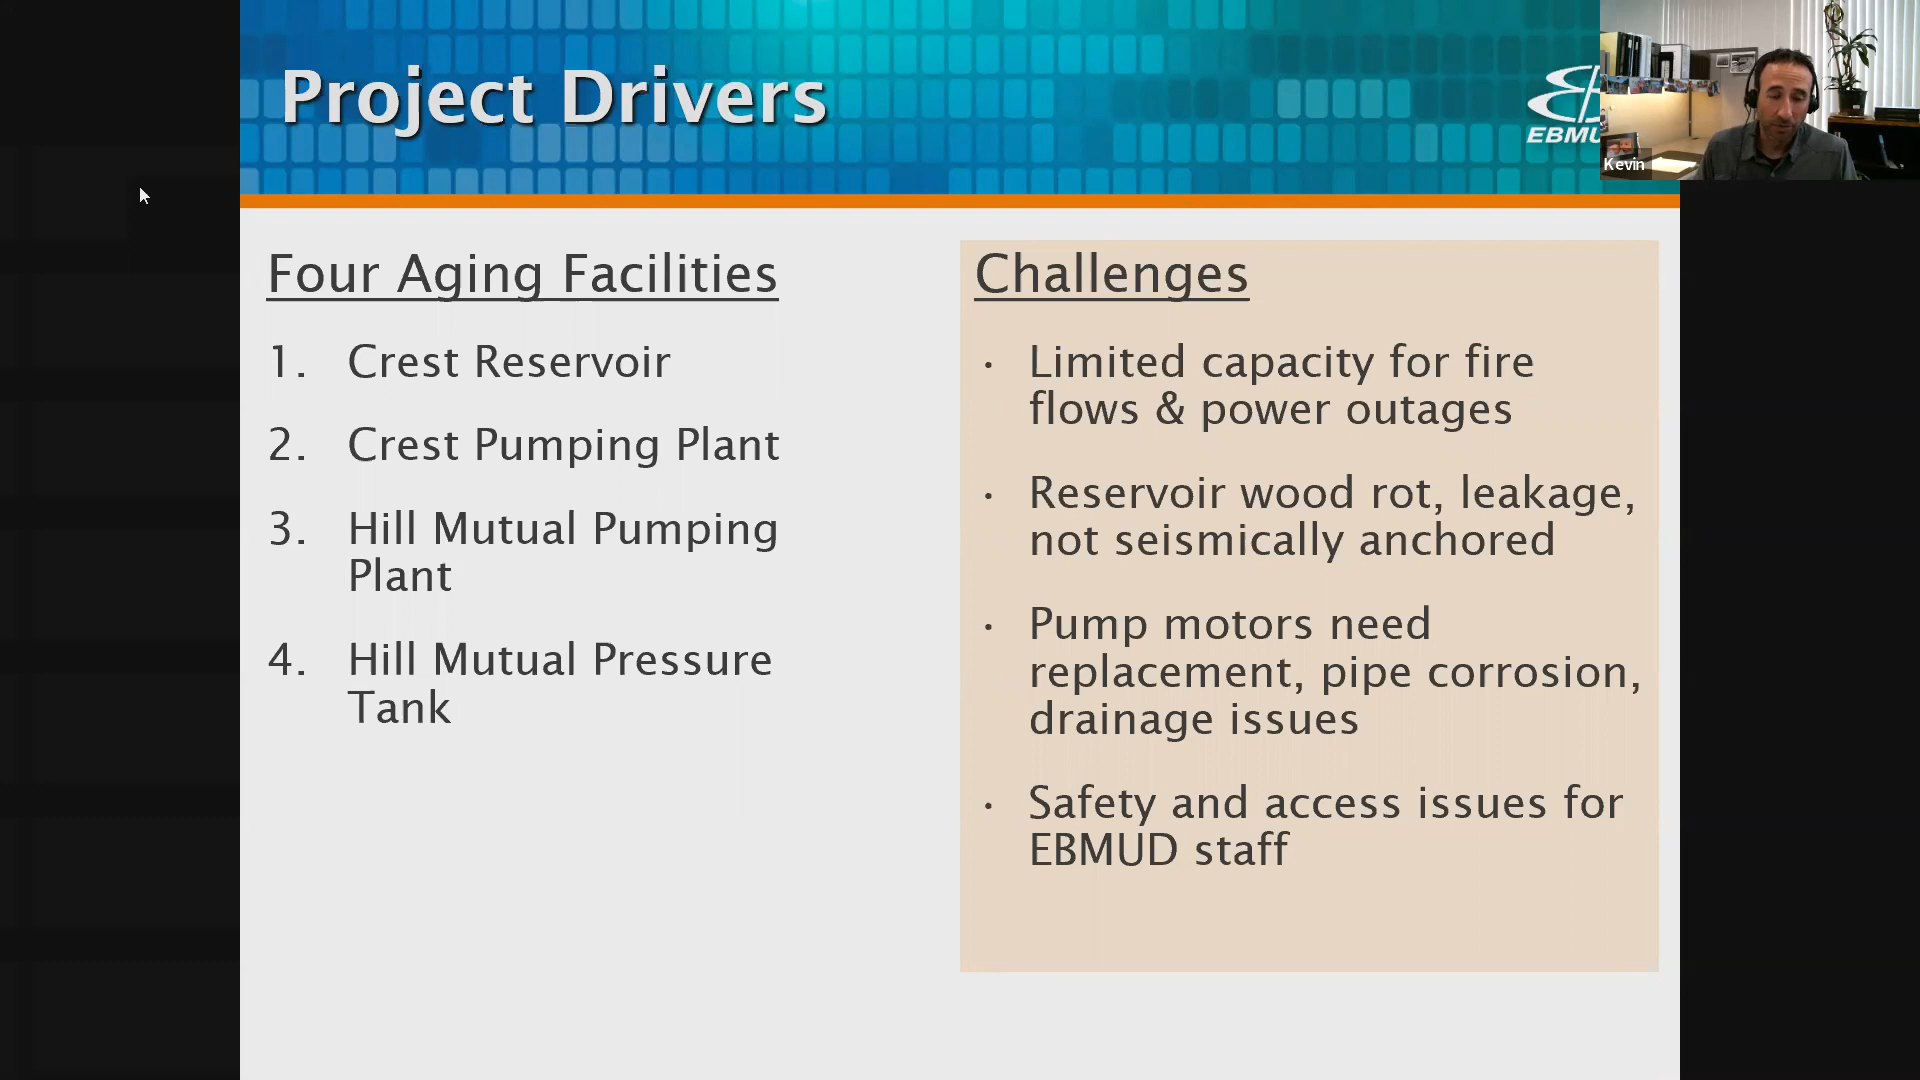 Project Drivers
EBMU
Kevin
Four Aging Facilities
1. Crest Reservoir
2. Crest Pumping Plant
3. Hill Mutual Pumping
Plant
4. Hill Mutual Pressure
Tank
Challenges
· Limited capacity for fire
flows & power outages
· Reservoir wood rot, leakage,
not seismically anchored
· Pump motors need
replacement, pipe corrosion,
drainage issues
· Safety and access issues for
EBMUD staff